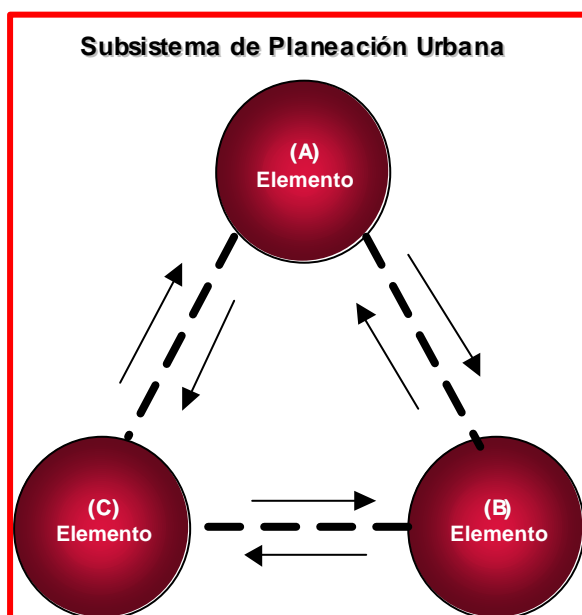 Subsistema de Planeación Urbana
(A)
Elemento
(C)
Elemento
(B)
Elemento